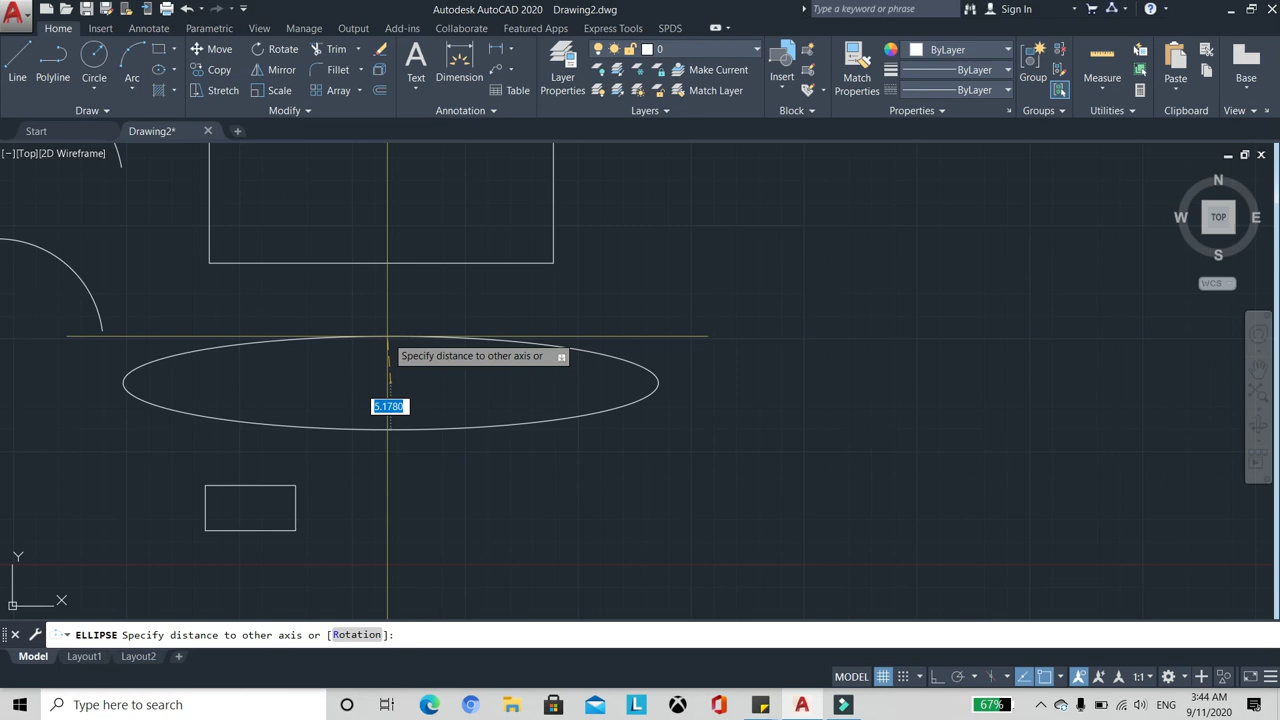 Autodesk AutoCAD 2020 Drawing2.dwg
Type a keyword or phrase
Sign In
Home Insert Annotate View Manage Output Add-ins Collaborate Featured Apps Express Tools SPDS
Line
Polyline
Circle
Arc
Move
Rotate
Trim
Copy
Mirror
Fillet
Stretch
Scale
Array
Text
Dimension
Table
Layer
Properties
0
Make Current
Match Layer
Insert
Match
Properties
ByLayer
ByLayer
ByLayer
Group
Measure
Paste
Base
Draw Modify Annotation Layers Block Properties Groups Utilities Clipboard View
Start Drawing2*
[−][Top][2D Wireframe]
N
W TOP E
S
WCS
Specify distance to other axis or
5.1780
Y
X
ELLIPSE Specify distance to other axis or [Rotation]:
Model Layout1 Layout2 +
MODEL 1:1
Type here to search
67%
ENG
3:44 AM
9/11/2020